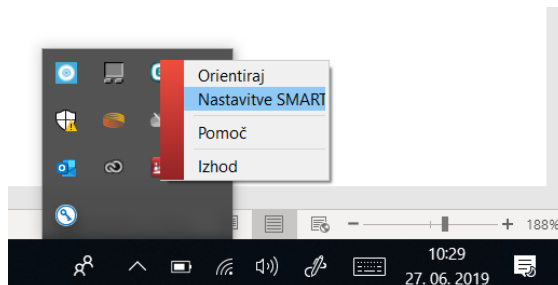 Orientiraj
Nastavitve SMART
Pomoč
Izhod
188%
10:29
27. 06. 2019